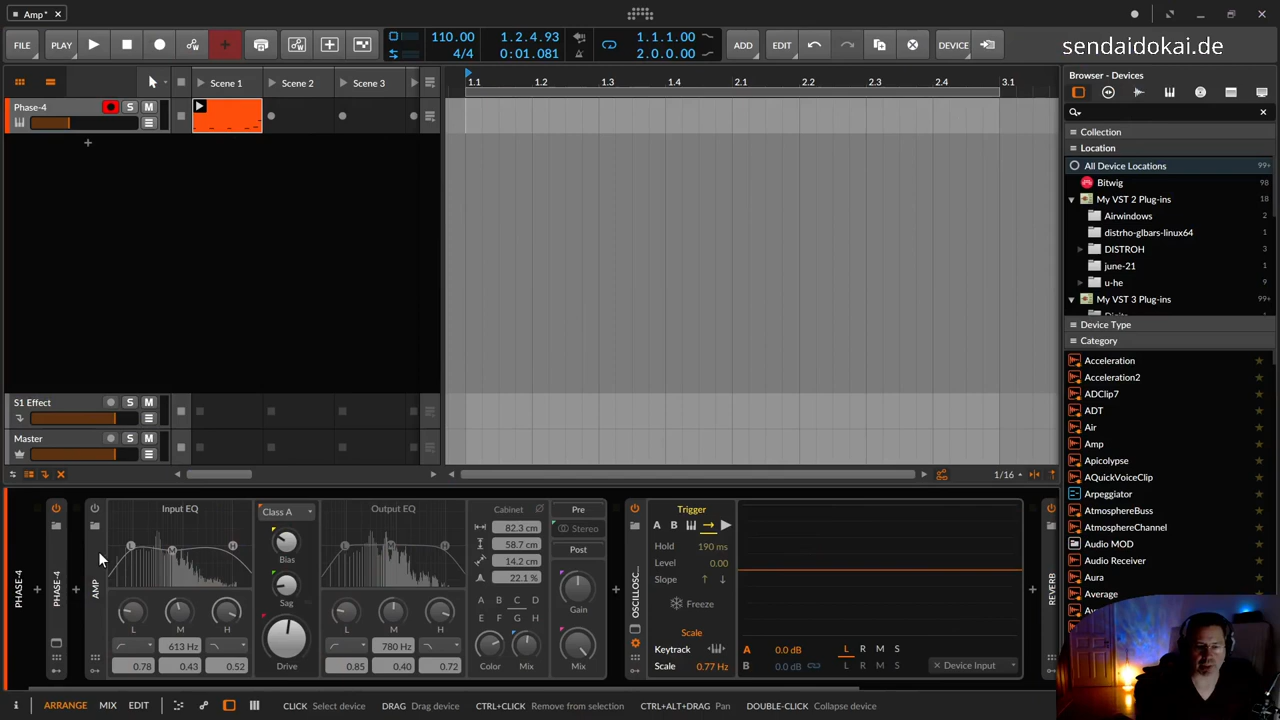 Amp*
FILE PLAY 110.00 4/4 1.2.4.93 0:01.081 1.1.1.00 2.0.0.00 ADD EDIT DEVICE sendaidokai.de
Scene 1 Scene 2 Scene 3
1.1 1.2 1.3 1.4 2.1 2.2 2.3 2.4 3.1
Phase-4 S M
S1 Effect S M
Master S M
1/16
Browser - Devices
Collection
Location
All Device Locations 99+
Bitwig 98
My VST 2 Plug-ins 18
Airwindows 2
distrho-glbars-linux64 1
DISTROH 3
june-21 1
u-he 9
My VST 3 Plug-ins 99+
Device Type
Category
Acceleration
Acceleration2
ADClip7
ADT
Air
Amp
Apicolypse
AQuickVoiceClip
Arpeggiator
AtmosphereBuss
AtmosphereChannel
Audio MOD
Audio Receiver
Aura
Average
PHASE-4
PHASE-4
AMP
Input EQ
L M H
L M H
613 Hz
0.78 0.43 0.52
Class A
Bias
Sag
Drive
Output EQ
L M H
L M H
780 Hz
0.85 0.40 0.72
Cabinet
82.3 cm
58.7 cm
14.2 cm
22.1 %
A B C D
E F G H
Color Mix
Pre
Stereo
Post
Gain
Mix
OSCILLOSC...
Trigger
A B
Hold 190 ms
Level 0.00
Slope
Freeze
Scale
Keytrack
Scale 0.77 Hz
A 0.0 dB L R M S
B 0.0 dB L R M S
Device Input
REVERB
i ARRANGE MIX EDIT
CLICK Select device DRAG Drag device CTRL+CLICK Remove from selection CTRL+ALT+DRAG Pan DOUBLE-CLICK Collapse device